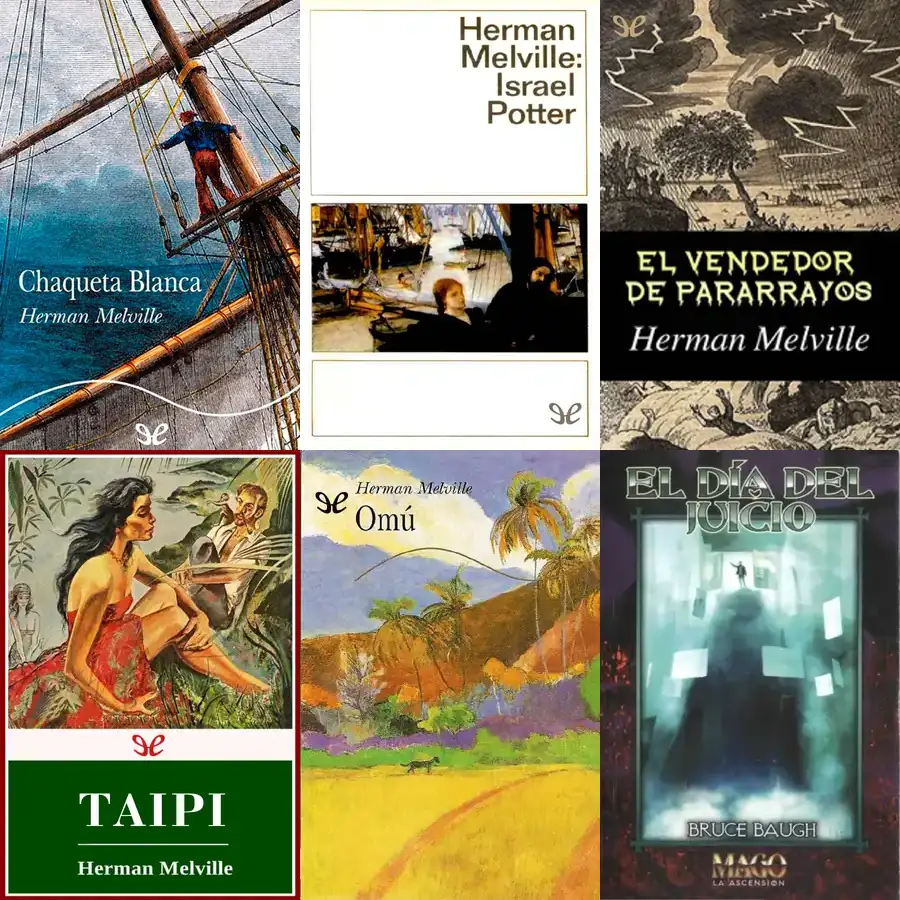 Chaqueta Blanca
Herman Melville
Herman
Melville:
Israel
Potter
EL VENDEDOR
DE PARARRAYOS
Herman Melville
TAIPI
Herman Melville
Herman Melville
Omú
EL DÍA DEL
JUICIO
BRUCE BAUGH
MAGO
LA ASCENSIÓN